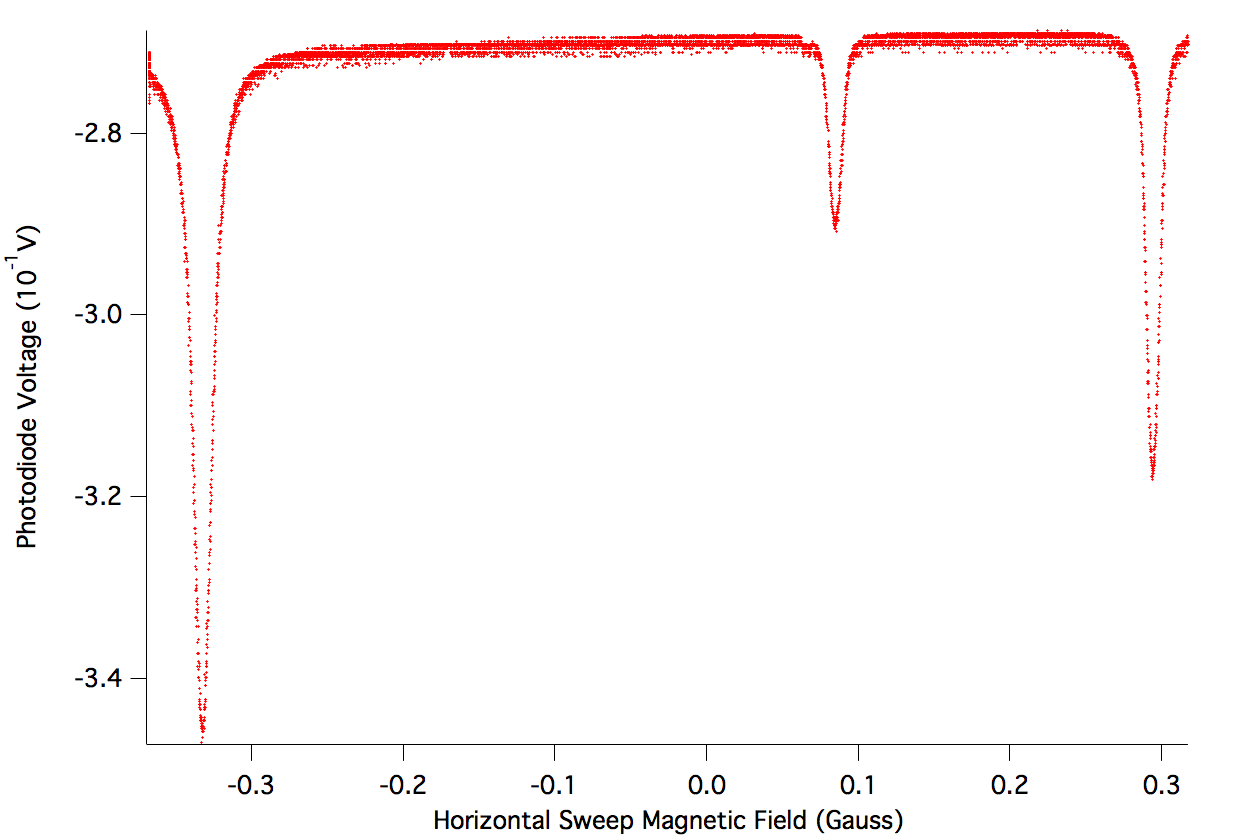 -2.8
-3.0
-3.2
-3.4
Photodiode Voltage (10⁻¹ V)
-0.3 -0.2 -0.1 0.0 0.1 0.2 0.3
Horizontal Sweep Magnetic Field (Gauss)